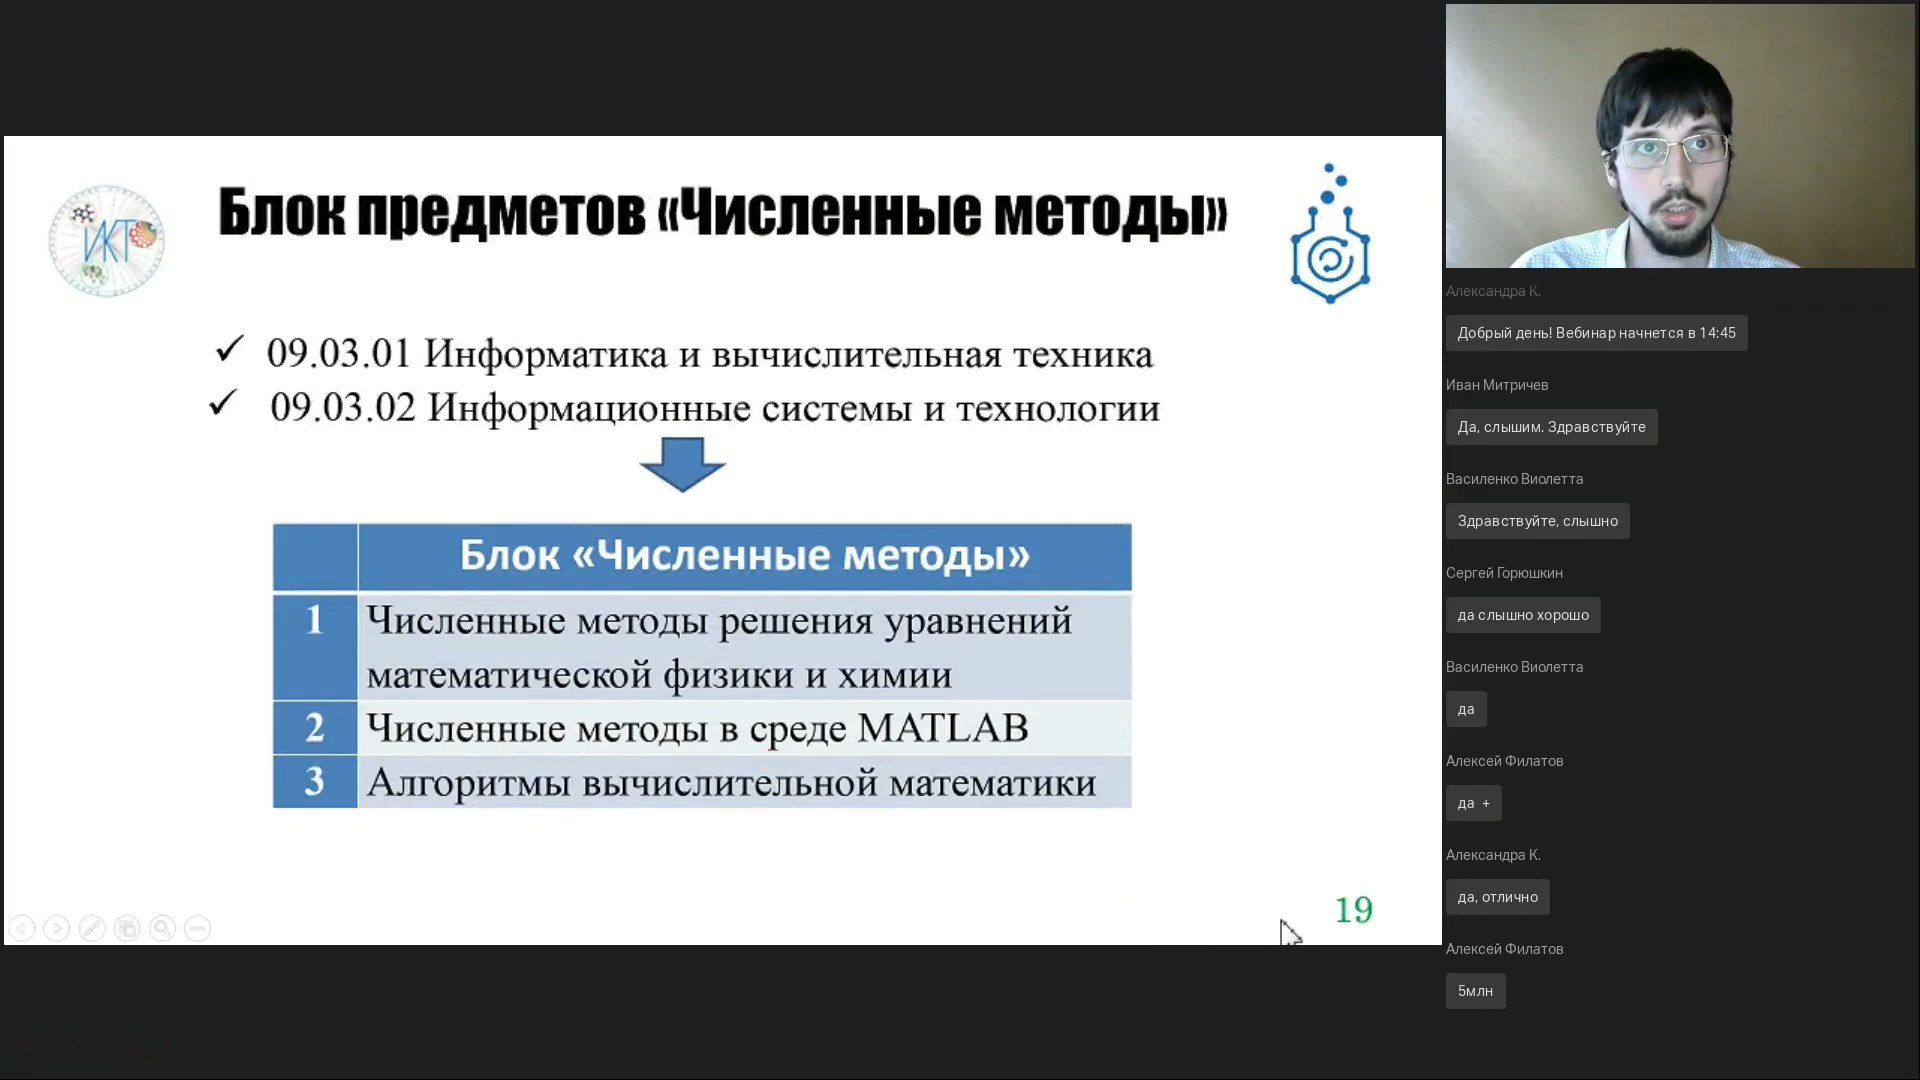 ИКТ
Блок предметов «Численные методы»
✓ 09.03.01 Информатика и вычислительная техника
✓ 09.03.02 Информационные системы и технологии
Блок «Численные методы»
1 Численные методы решения уравнений
математической физики и химии
2 Численные методы в среде MATLAB
3 Алгоритмы вычислительной математики
19
Александра К.
Добрый день! Вебинар начнется в 14:45
Иван Митричев
Да, слышим. Здравствуйте
Василенко Виолетта
Здравствуйте, слышно
Сергей Горюшкин
да слышно хорошо
Василенко Виолетта
да
Алексей Филатов
да +
Александра К.
да, отлично
Алексей Филатов
5млн